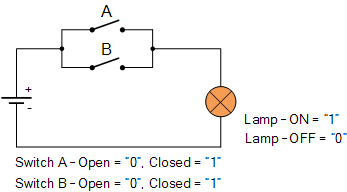 A
B
+
-
Lamp – ON = "1"
Lamp – OFF = "0"
Switch A – Open = "0", Closed = "1"
Switch B – Open = "0", Closed = "1"